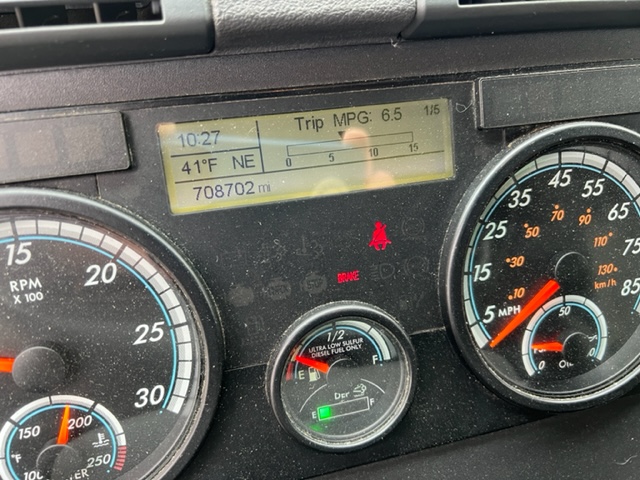 10:27
Trip MPG: 6.5 1/5
41°F NE
0 5 10 15
708702 mi
15 20 25 30
RPM
X 100
150 200 250
°F
BRAKE
1/2
ULTRA LOW SULFUR
DIESEL FUEL ONLY
E F
DEF
E F
5 15 25 35 45 55 65 75 85
MPH
10 30 50 70 90 110 130
km/h
0 50